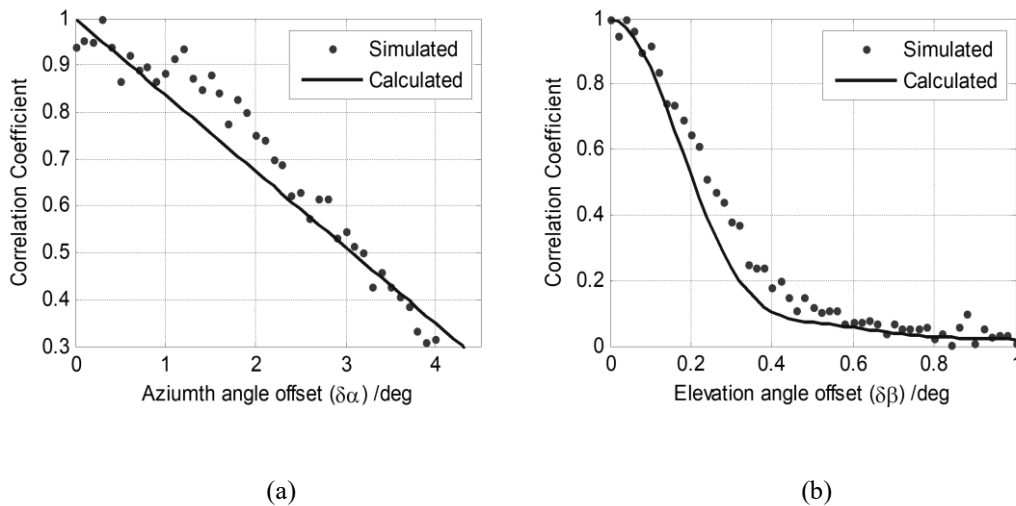 1
0.9
0.8
0.7
0.6
0.5
0.4
0.3
0 1 2 3 4
Correlation Coefficient
Aziumth angle offset (δα) /deg
Simulated
Calculated
(a)
1
0.8
0.6
0.4
0.2
0
0 0.2 0.4 0.6 0.8 1
Correlation Coefficient
Elevation angle offset (δβ) /deg
Simulated
Calculated
(b)